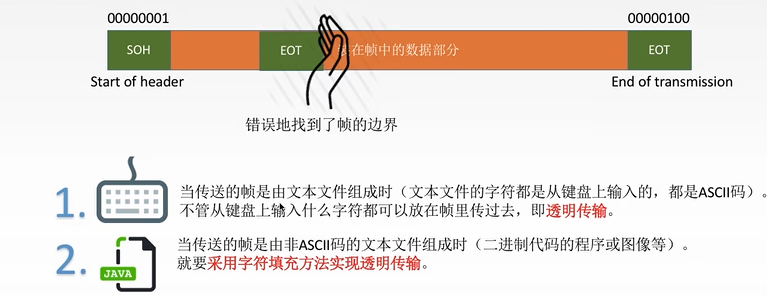 00000001
00000100
SOH
EOT
在帧中的数据部分
EOT
Start of header
End of transmission
错误地找到了帧的边界
1.
当传送的帧是由文本文件组成时（文本文件的字符都是从键盘上输入的，都是ASCII码）。
不管从键盘上输入什么字符都可以放在帧里传过去，即透明传输。
2.
JAVA
当传送的帧是由非ASCII码的文本文件组成时（二进制代码的程序或图像等）。
就要采用字符填充方法实现透明传输。